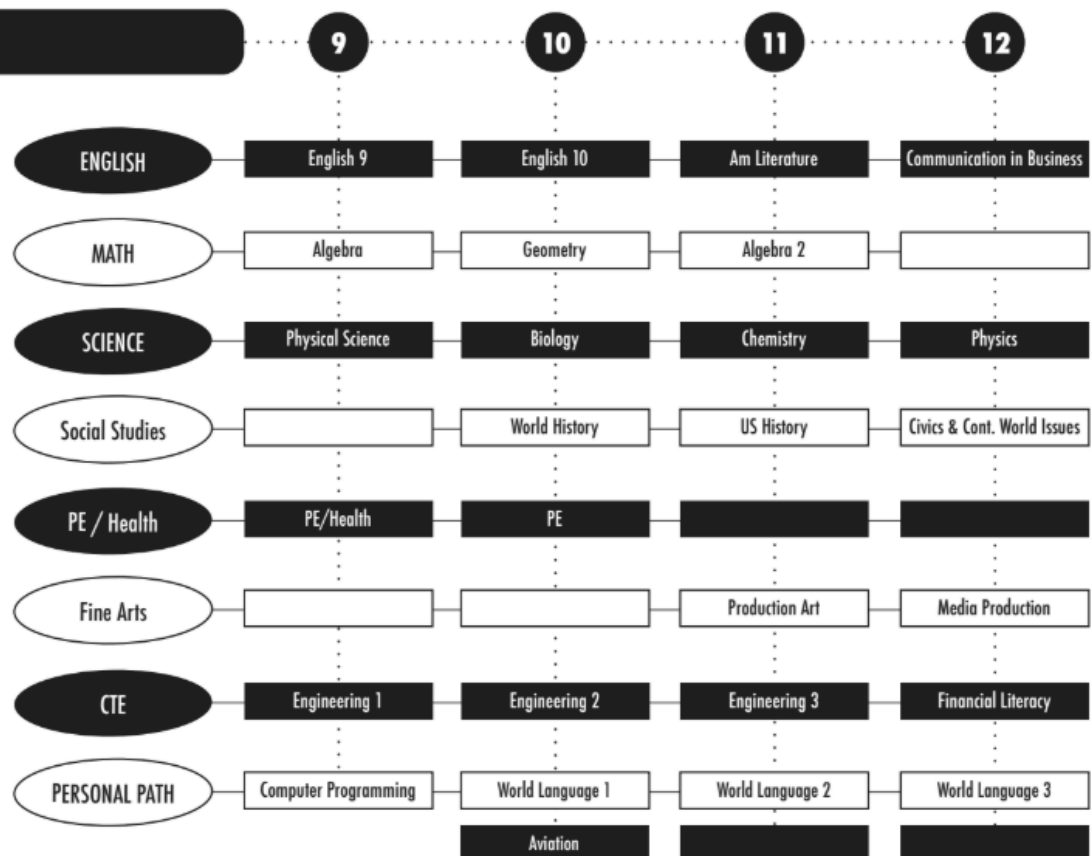 9 10 11 12
ENGLISH English 9 English 10 Am Literature Communication in Business
MATH Algebra Geometry Algebra 2
SCIENCE Physical Science Biology Chemistry Physics
Social Studies World History US History Civics & Cont. World Issues
PE / Health PE/Health PE
Fine Arts Production Art Media Production
CTE Engineering 1 Engineering 2 Engineering 3 Financial Literacy
PERSONAL PATH Computer Programming World Language 1 World Language 2 World Language 3
Aviation